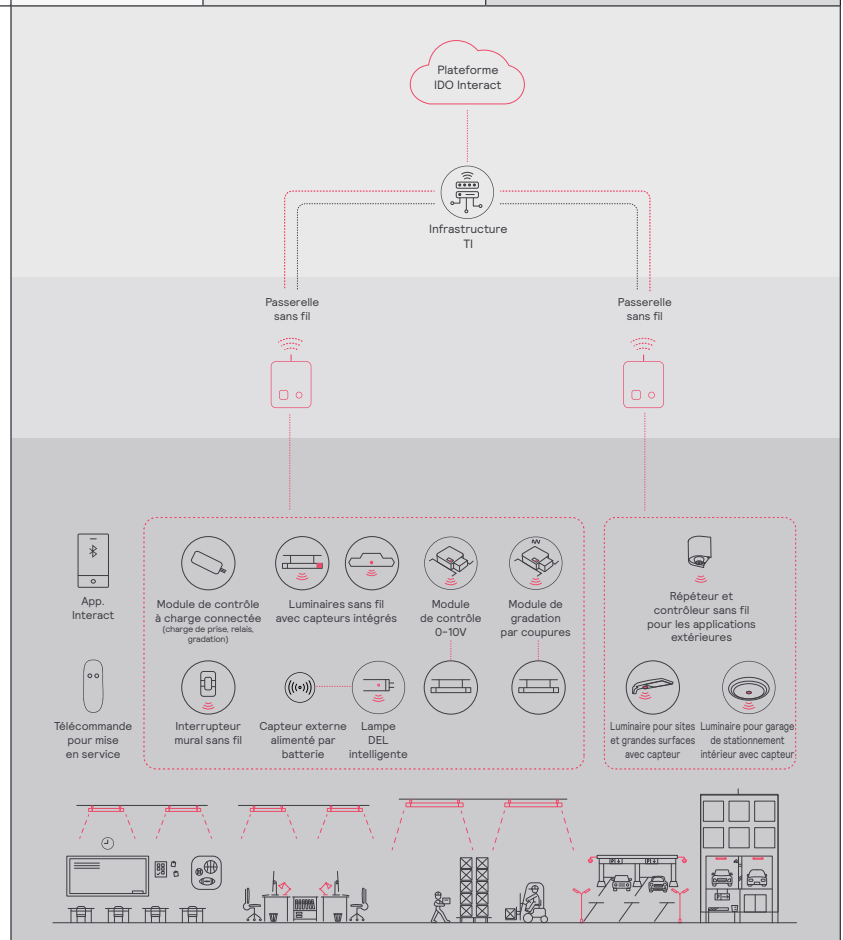 Plateforme
IDO Interact
Infrastructure
TI
Passerelle
sans fil
Passerelle
sans fil
App.
Interact
Module de contrôle
à charge connectée
(charge de prise, relais,
gradation)
Luminaires sans fil
avec capteurs intégrés
Module
de contrôle
0-10V
Module de
gradation
par coupures
Répéteur et
contrôleur sans fil
pour les applications
extérieures
Télécommande
pour mise
en service
Interrupteur
mural sans fil
Capteur externe
alimenté par
batterie
Lampe
DEL
intelligente
Luminaire pour sites
et grandes surfaces
avec capteur
Luminaire pour garage
de stationnement
intérieur avec capteur